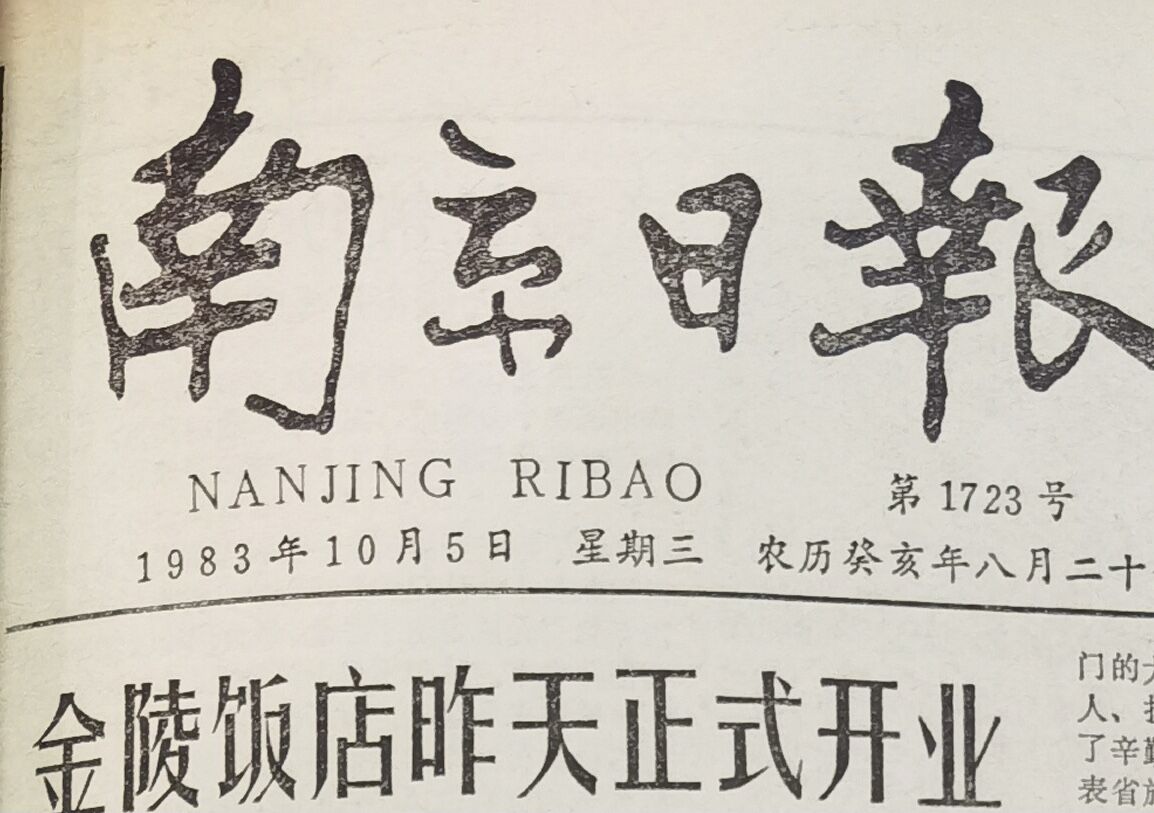 南京日報
NANJING RIBAO
第1723号
1983年10月5日 星期三 农历癸亥年八月二十
金陵饭店昨天正式开业
门的
人、
了辛勤
表省